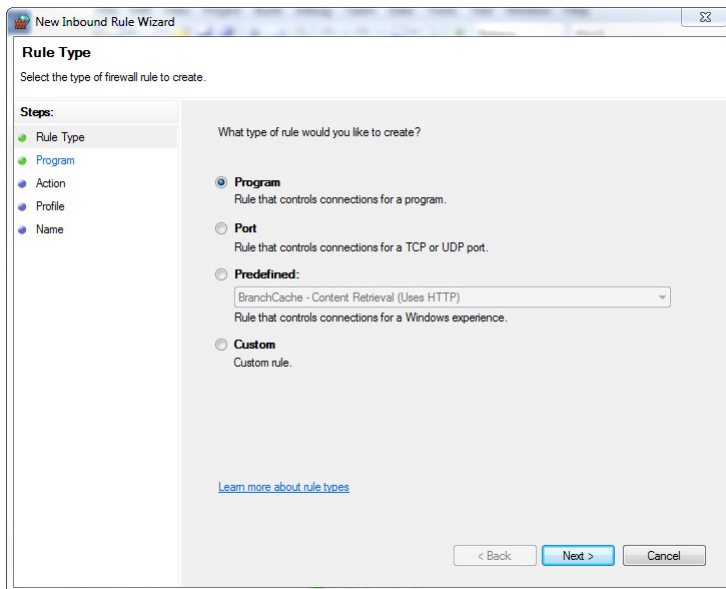 New Inbound Rule Wizard
Rule Type
Select the type of firewall rule to create.
Steps:
Rule Type
Program
Action
Profile
Name
What type of rule would you like to create?
Program
Rule that controls connections for a program.
Port
Rule that controls connections for a TCP or UDP port.
Predefined:
BranchCache - Content Retrieval (Uses HTTP)
Rule that controls connections for a Windows experience.
Custom
Custom rule.
Learn more about rule types
< Back Next > Cancel